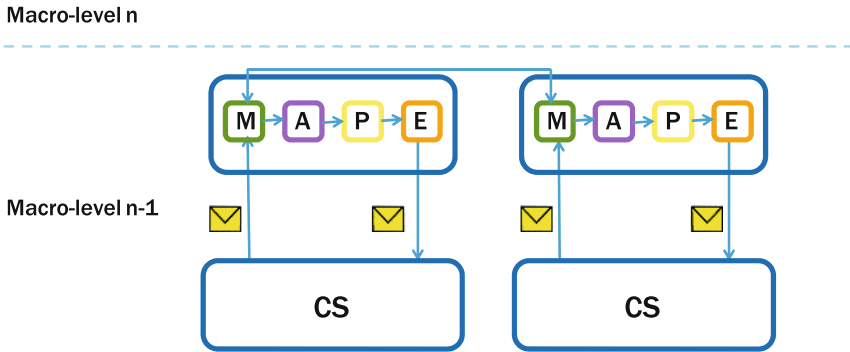 Macro-level n
M A P E M A P E
Macro-level n-1
CS CS